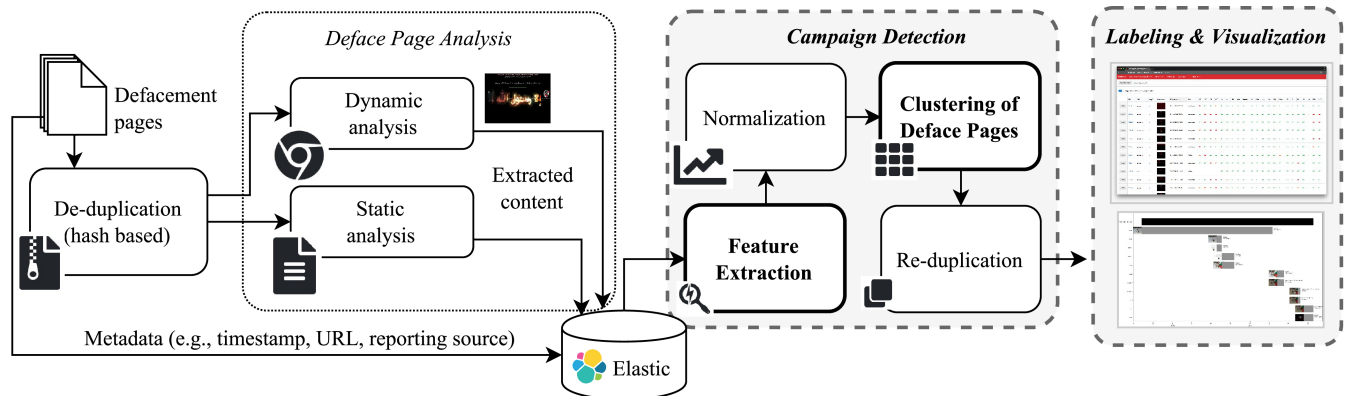 Deface Page Analysis
Defacement
pages
De-duplication
(hash based)
Dynamic
analysis
Static
analysis
Extracted
content
Metadata (e.g., timestamp, URL, reporting source)
Elastic
Campaign Detection
Normalization
Clustering of
Deface Pages
Feature
Extraction
Re-duplication
Labeling & Visualization